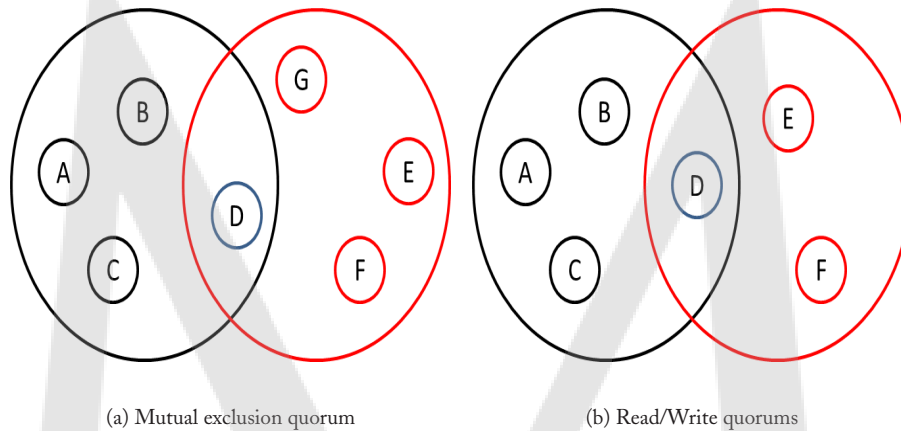 G
B
A
E
D
C
F
(a) Mutual exclusion quorum
B
E
A
D
C
F
(b) Read/Write quorums